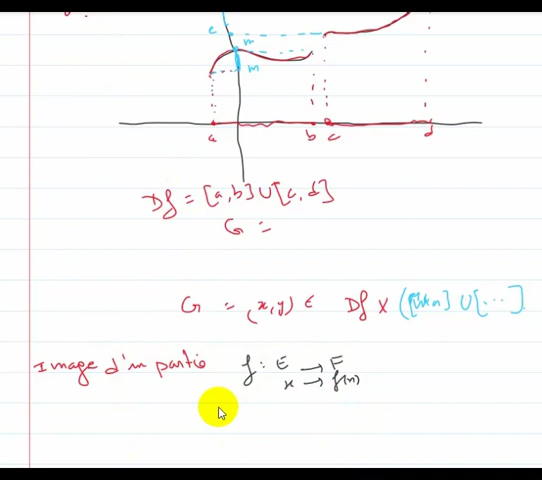 e
m
m
a b c d
Df = [a,b] ∪ [c,d]
G =
G = (x,y) ∈ Df × ([m,m] ∪ [...]
Image d'un partie f : E → F
x → f(x)